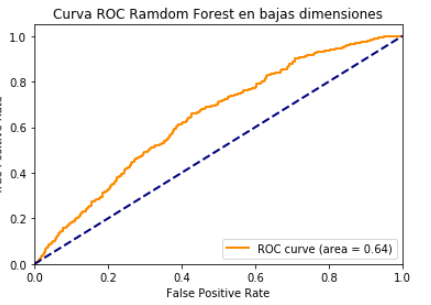 Curva ROC Ramdom Forest en bajas dimensiones
1.0
0.8
0.6
0.4
0.2
0.0
ROC curve (area = 0.64)
0.0 0.2 0.4 0.6 0.8 1.0
False Positive Rate